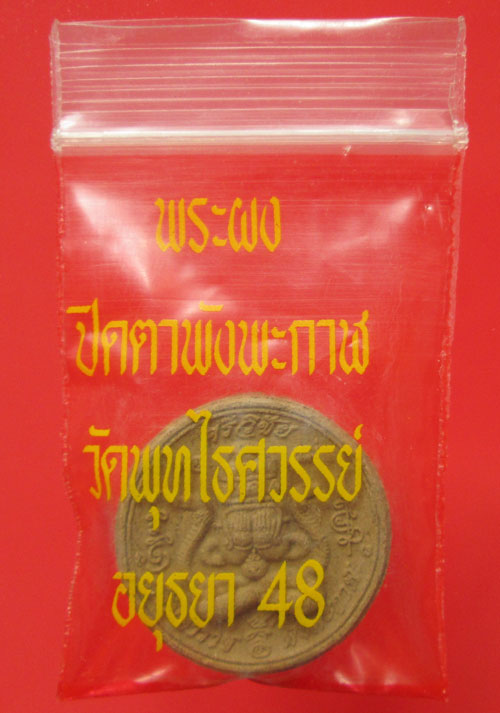 พระผง
ปิดตาพังพะกาฬ
วัดพุทไธศวรรย์
อยุธยา 48